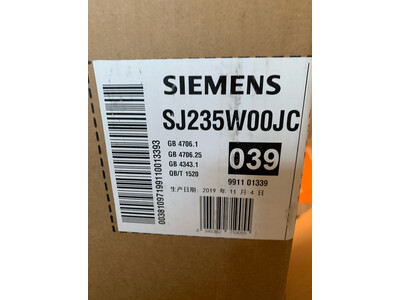 SIEMENS
SJ235W00JC
GB 4706.1
GB 4706.25
GB 4343.1
QB/T 1520
039
9911 01339
生产日期: 2019 年 11 月 4 日
00381097199110013393